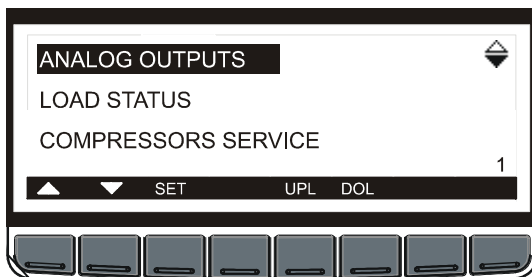 ANALOG OUTPUTS
LOAD STATUS
COMPRESSORS SERVICE
1
SET UPL DOL